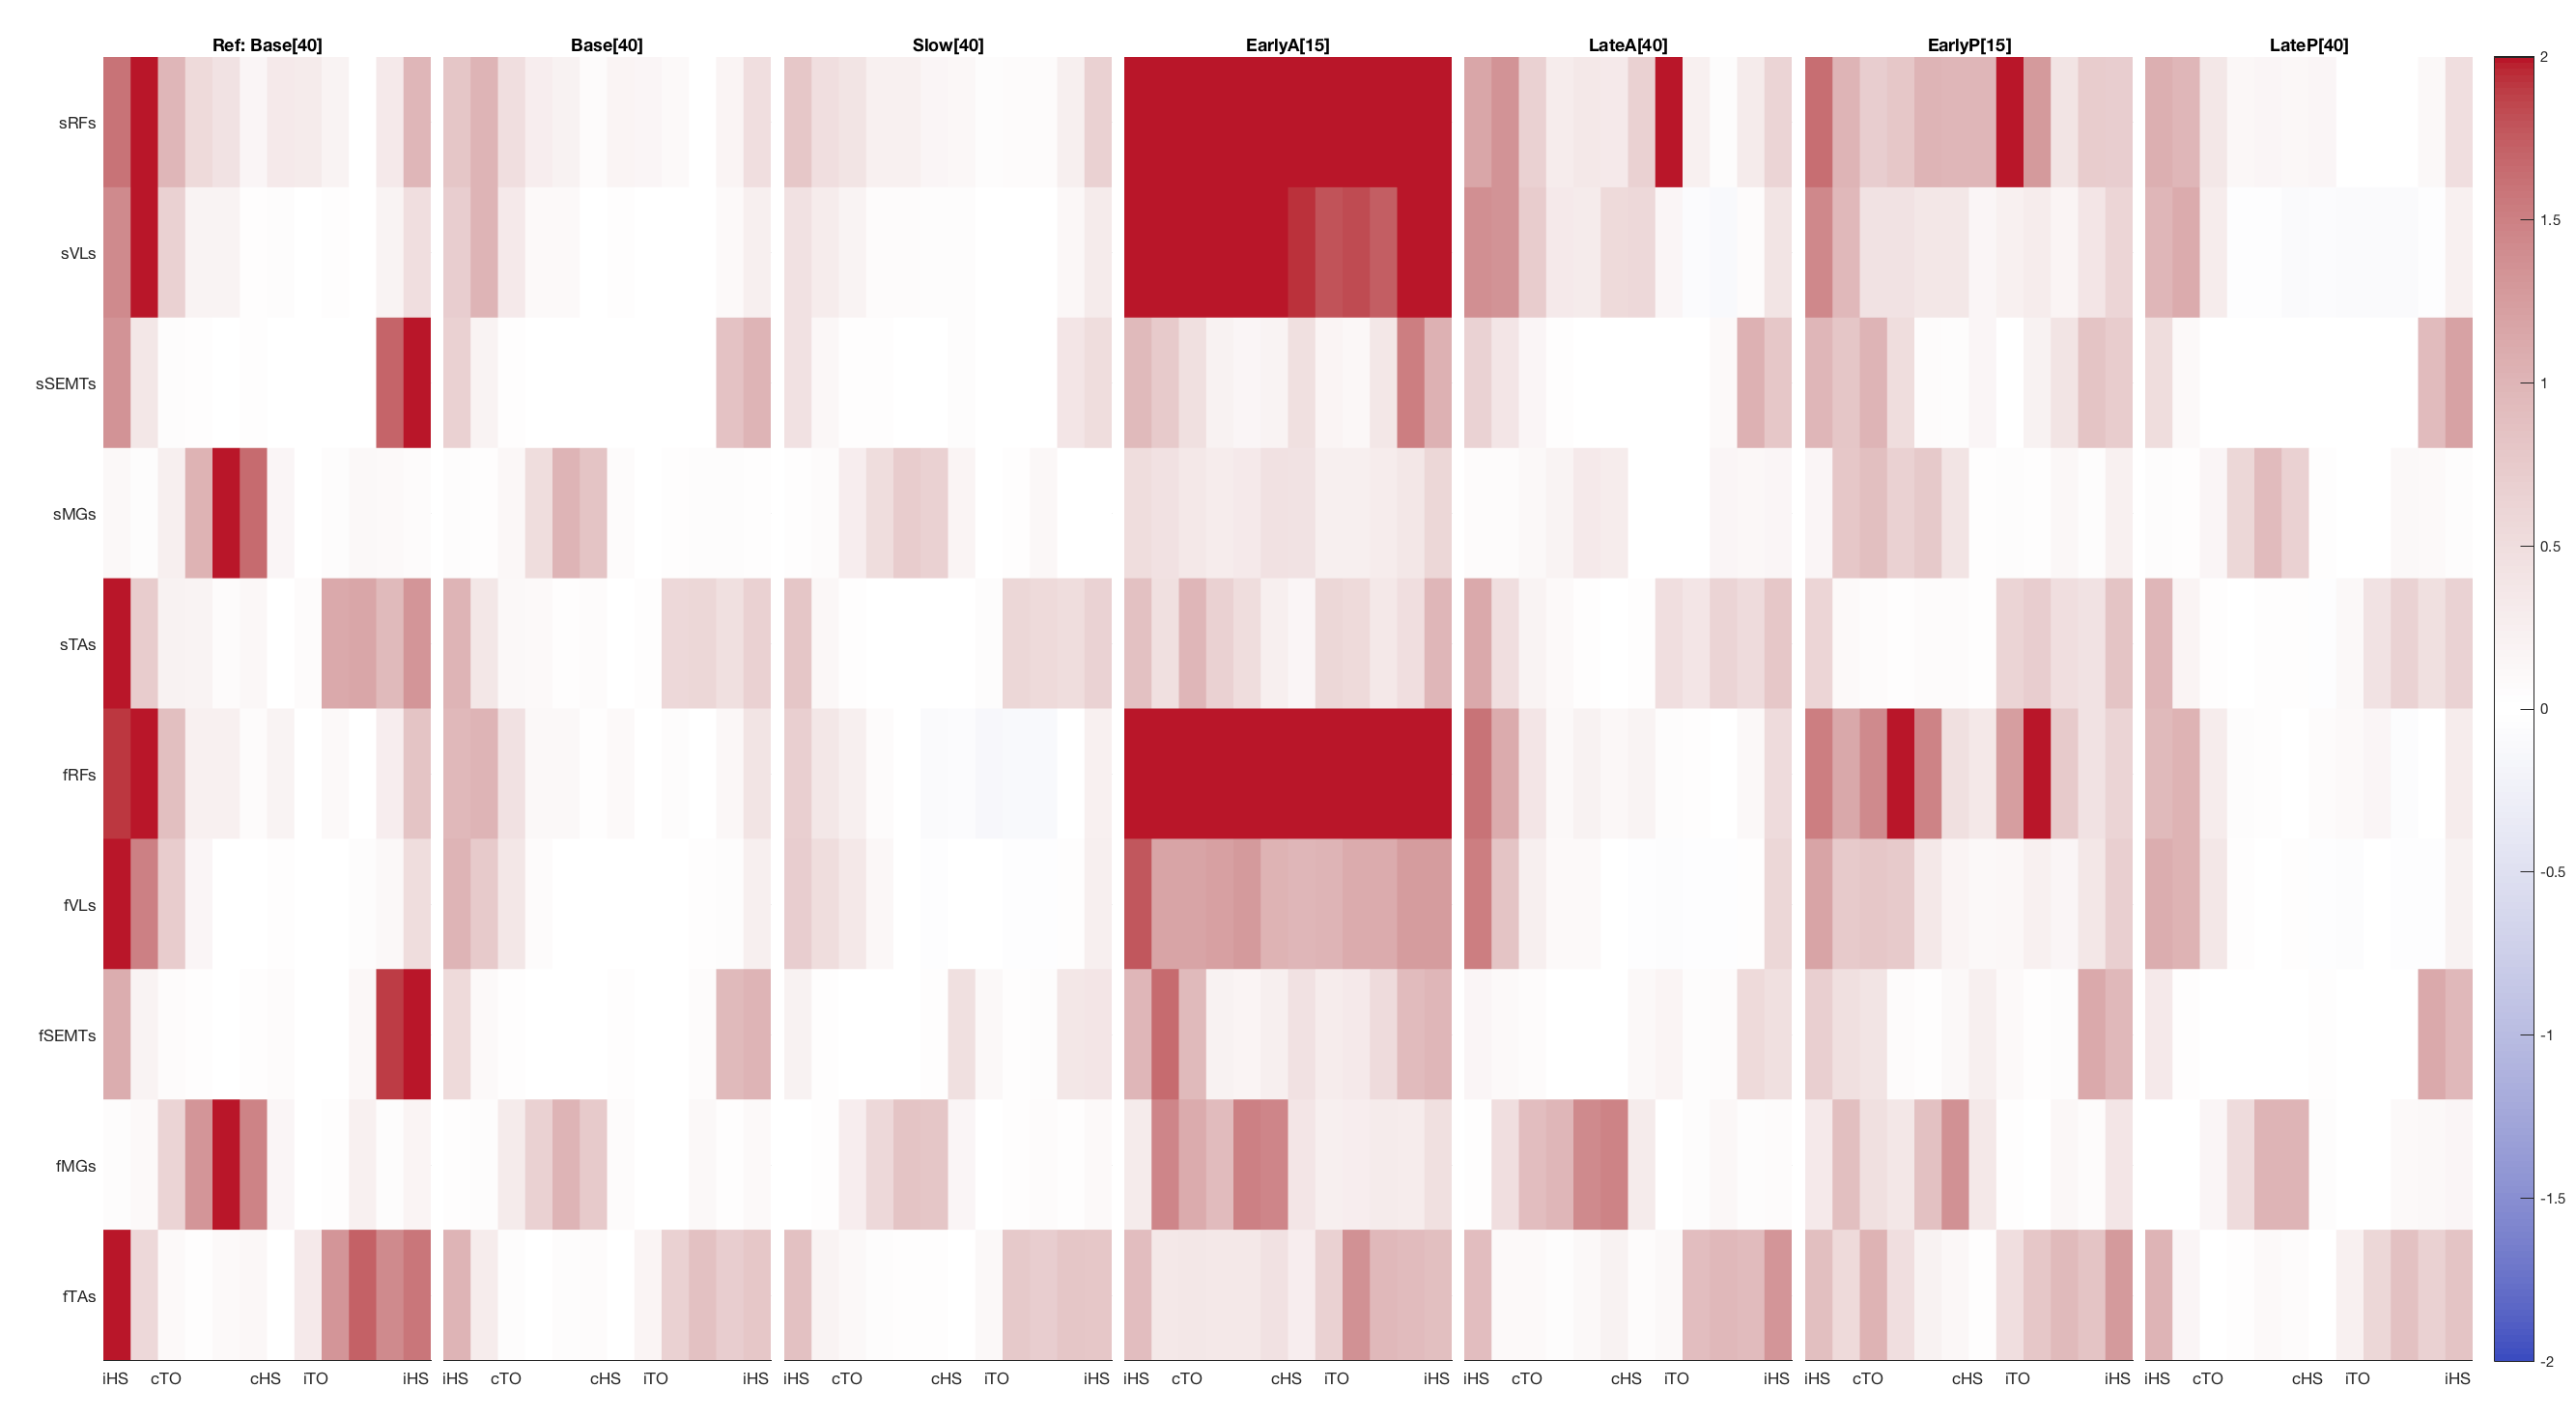 Ref: Base[40] Base[40] Slow[40] EarlyA[15] LateA[40] EarlyP[15] LateP[40]
sRFs
sVLs
sSEMTs
sMGs
sTAs
fRFs
fVLs
fSEMTs
fMGs
fTAs
iHS cTO cHS iTO iHS iHS cTO cHS iTO iHS iHS cTO cHS iTO iHS iHS cTO cHS iTO iHS iHS cTO cHS iTO iHS iHS cTO cHS iTO iHS iHS cTO cHS iTO iHS
2
1.5
1
0.5
0
-0.5
-1
-1.5
-2